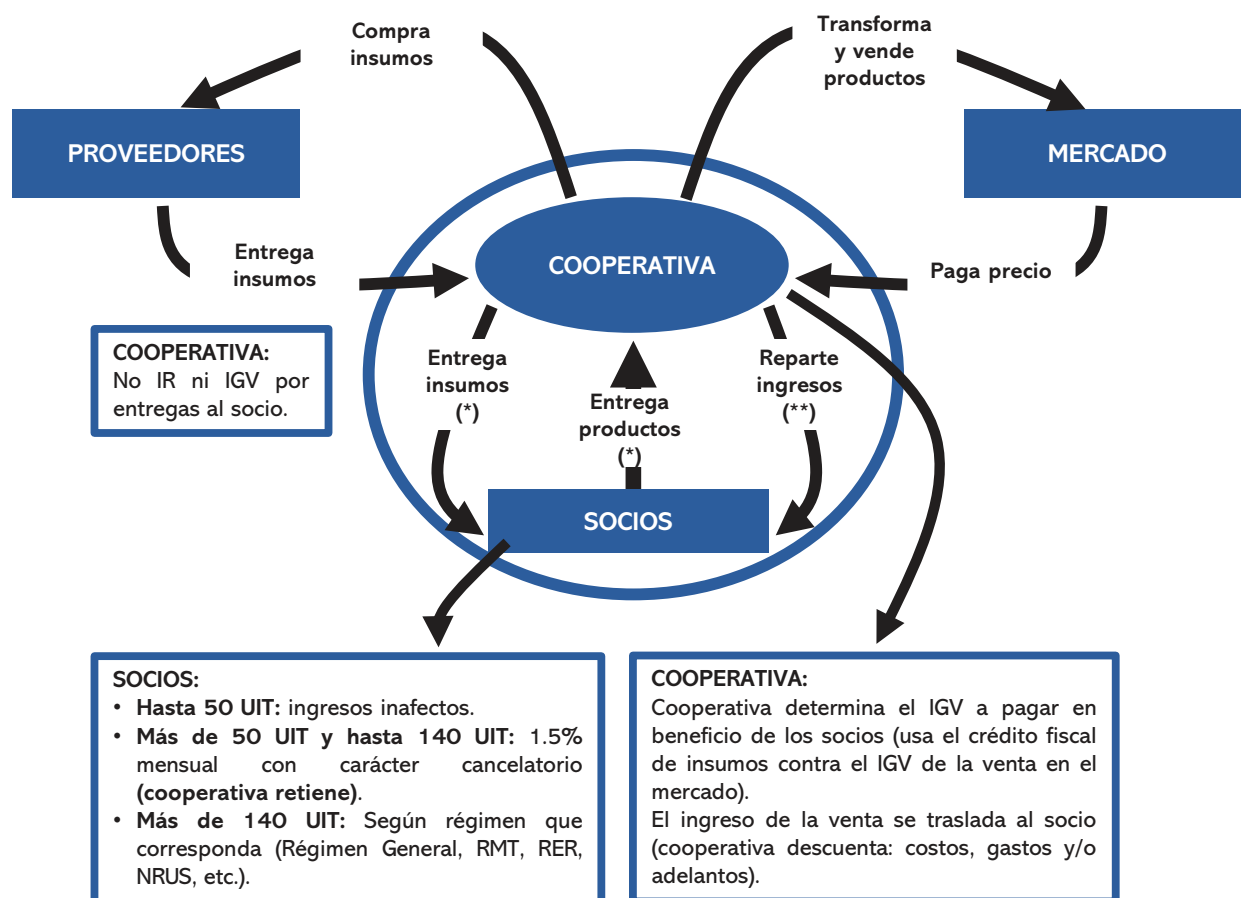 Compra
insumos
Transforma
y vende
productos
PROVEEDORES
MERCADO
Entrega
insumos
COOPERATIVA
Paga precio
COOPERATIVA:
No IR ni IGV por
entregas al socio.
Entrega
insumos
(*)
Entrega
productos
(*)
Reparte
ingresos
(**)
SOCIOS
SOCIOS:
• Hasta 50 UIT: ingresos inafectos.
• Más de 50 UIT y hasta 140 UIT: 1.5%
mensual con carácter cancelatorio
(cooperativa retiene).
• Más de 140 UIT: Según régimen que
corresponda (Régimen General, RMT, RER,
NRUS, etc.).
COOPERATIVA:
Cooperativa determina el IGV a pagar en
beneficio de los socios (usa el crédito fiscal
de insumos contra el IGV de la venta en el
mercado).
El ingreso de la venta se traslada al socio
(cooperativa descuenta: costos, gastos y/o
adelantos).